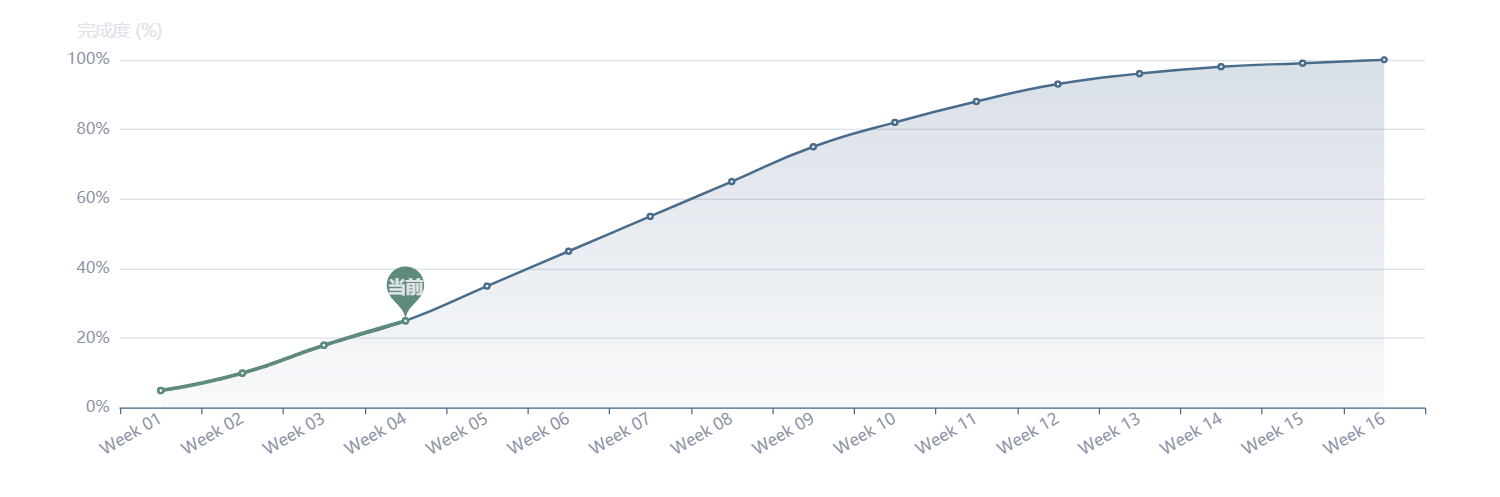 完成度 (%)
100%
80%
60%
40%
20%
0%
当前
Week 01
Week 02
Week 03
Week 04
Week 05
Week 06
Week 07
Week 08
Week 09
Week 10
Week 11
Week 12
Week 13
Week 14
Week 15
Week 16